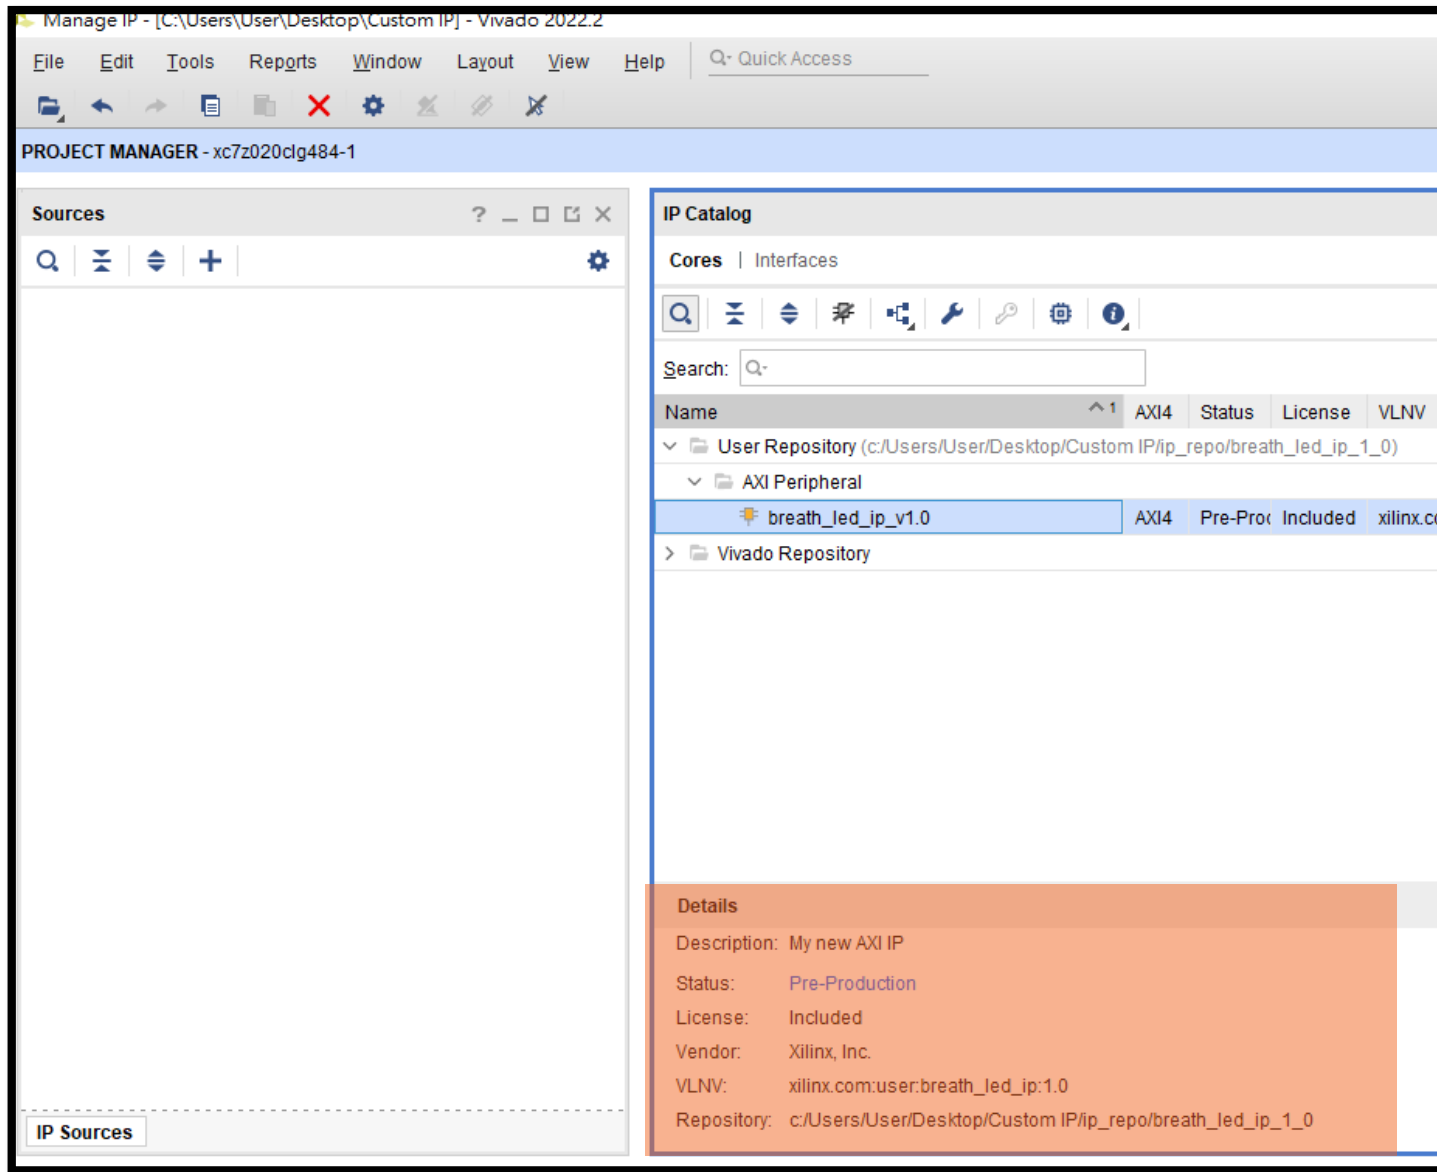 Manage IP - [C:\Users\User\Desktop\Custom IP] - Vivado 2022.2
File Edit Tools Reports Window Layout View Help Quick Access
PROJECT MANAGER - xc7z020clg484-1
Sources
IP Sources
IP Catalog
Cores | Interfaces
Search:
Name 1 AXI4 Status License VLNV
User Repository (c:/Users/User/Desktop/Custom IP/ip_repo/breath_led_ip_1_0)
AXI Peripheral
breath_led_ip_v1.0 AXI4 Pre-Proc Included xilinx.co
Vivado Repository
Details
Description: My new AXI IP
Status: Pre-Production
License: Included
Vendor: Xilinx, Inc.
VLNV: xilinx.com:user:breath_led_ip:1.0
Repository: c:/Users/User/Desktop/Custom IP/ip_repo/breath_led_ip_1_0